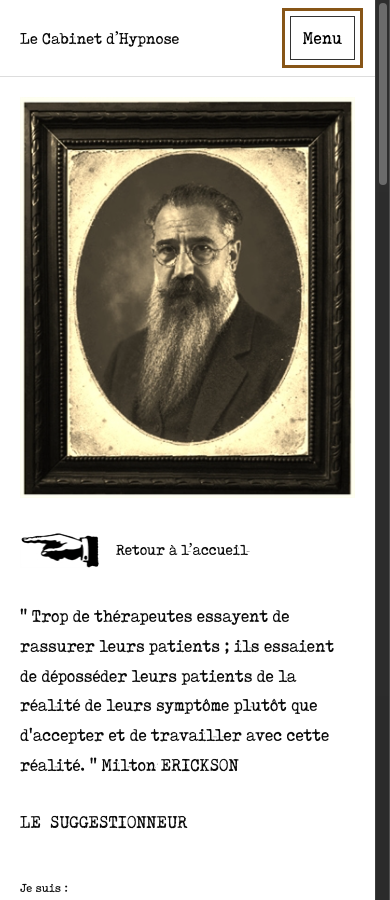 Le Cabinet d’Hypnose
Menu
Retour à l’accueil
" Trop de thérapeutes essayent de
rassurer leurs patients ; ils essaient
de déposséder leurs patients de la
réalité de leurs symptôme plutôt que
d'accepter et de travailler avec cette
réalité. " Milton ERICKSON
LE SUGGESTIONNEUR
Je suis :